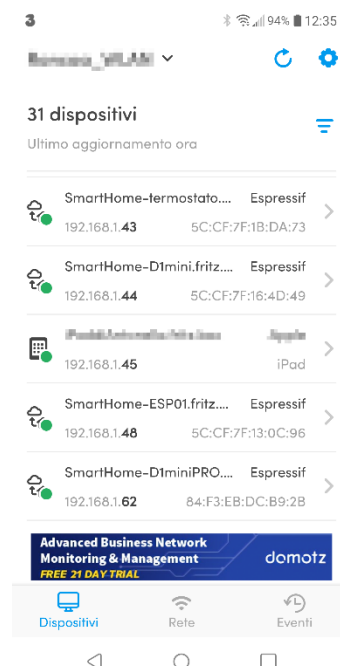 3
94% 12:35
31 dispositivi
Ultimo aggiornamento ora
SmartHome-termostato.... Espressif
192.168.1.43 5C:CF:7F:1B:DA:73
SmartHome-D1mini.fritz.... Espressif
192.168.1.44 5C:CF:7F:16:4D:49
192.168.1.45 iPad
SmartHome-ESP01.fritz.... Espressif
192.168.1.48 5C:CF:7F:13:0C:96
SmartHome-D1miniPRO.... Espressif
192.168.1.62 84:F3:EB:DC:B9:2B
Advanced Business Network
Monitoring & Management
FREE 21 DAY TRIAL
domotz
Dispositivi Rete Eventi